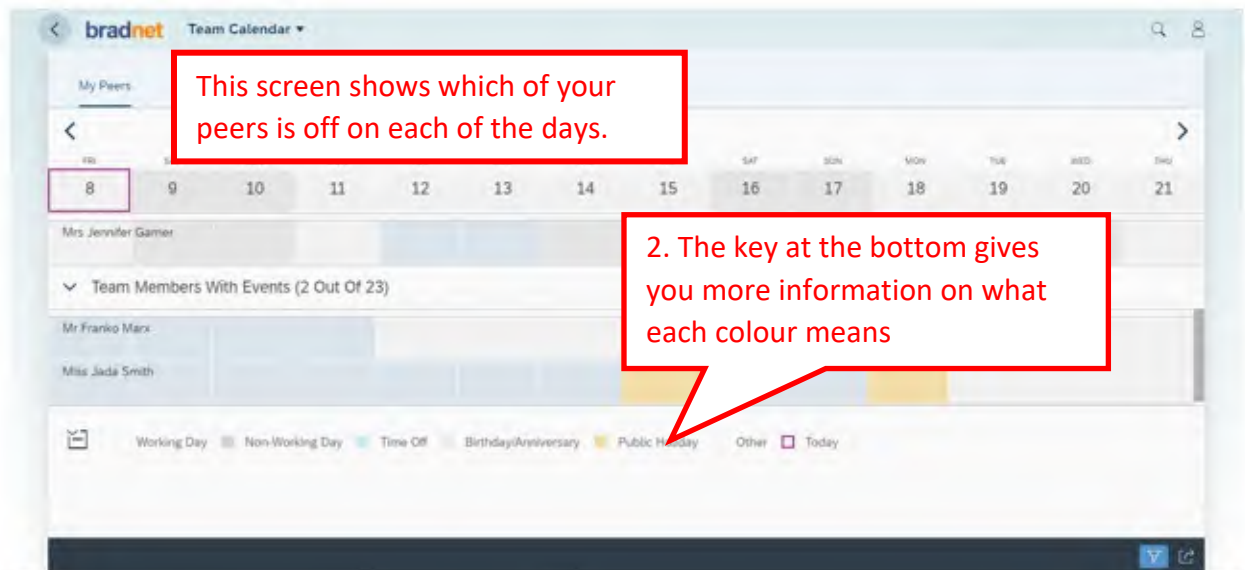 bradnet Team Calendar
My Peers
This screen shows which of your
peers is off on each of the days.
FRI SAT SUN MON TUE WED THU
8 9 10 11 12 13 14 15 16 17 18 19 20 21
Mrs Jennifer Garner
2. The key at the bottom gives
you more information on what
each colour means
Team Members With Events (2 Out Of 23)
Mr Franko Marx
Miss Jada Smith
Working Day Non-Working Day Time Off Birthday/Anniversary Public Holiday Other Today